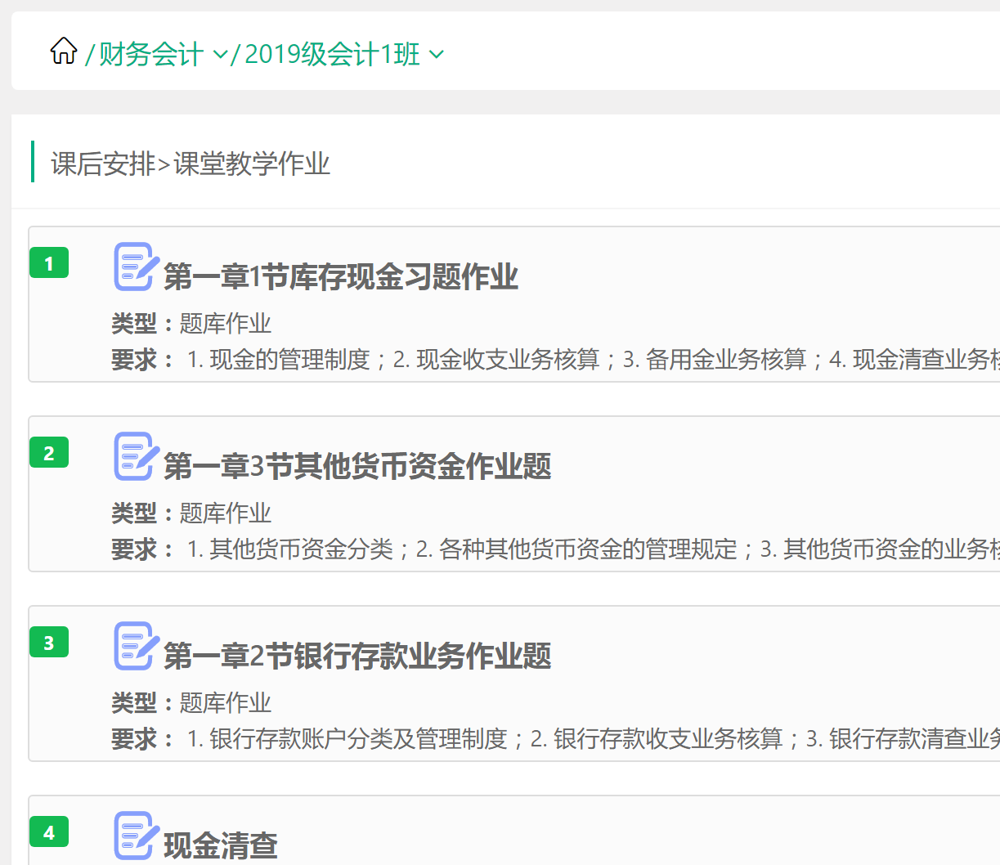 /财务会计 / 2019级会计1班
课后安排>课堂教学作业
1
第一章1节库存现金习题作业
类型：题库作业
要求： 1. 现金的管理制度；2. 现金收支业务核算；3. 备用金业务核算；4. 现金清查业务
2
第一章3节其他货币资金作业题
类型：题库作业
要求： 1. 其他货币资金分类；2. 各种其他货币资金的管理规定；3. 其他货币资金的业务
3
第一章2节银行存款业务作业题
类型：题库作业
要求： 1. 银行存款账户分类及管理制度；2. 银行存款收支业务核算；3. 银行存款清查业
4
现金清查